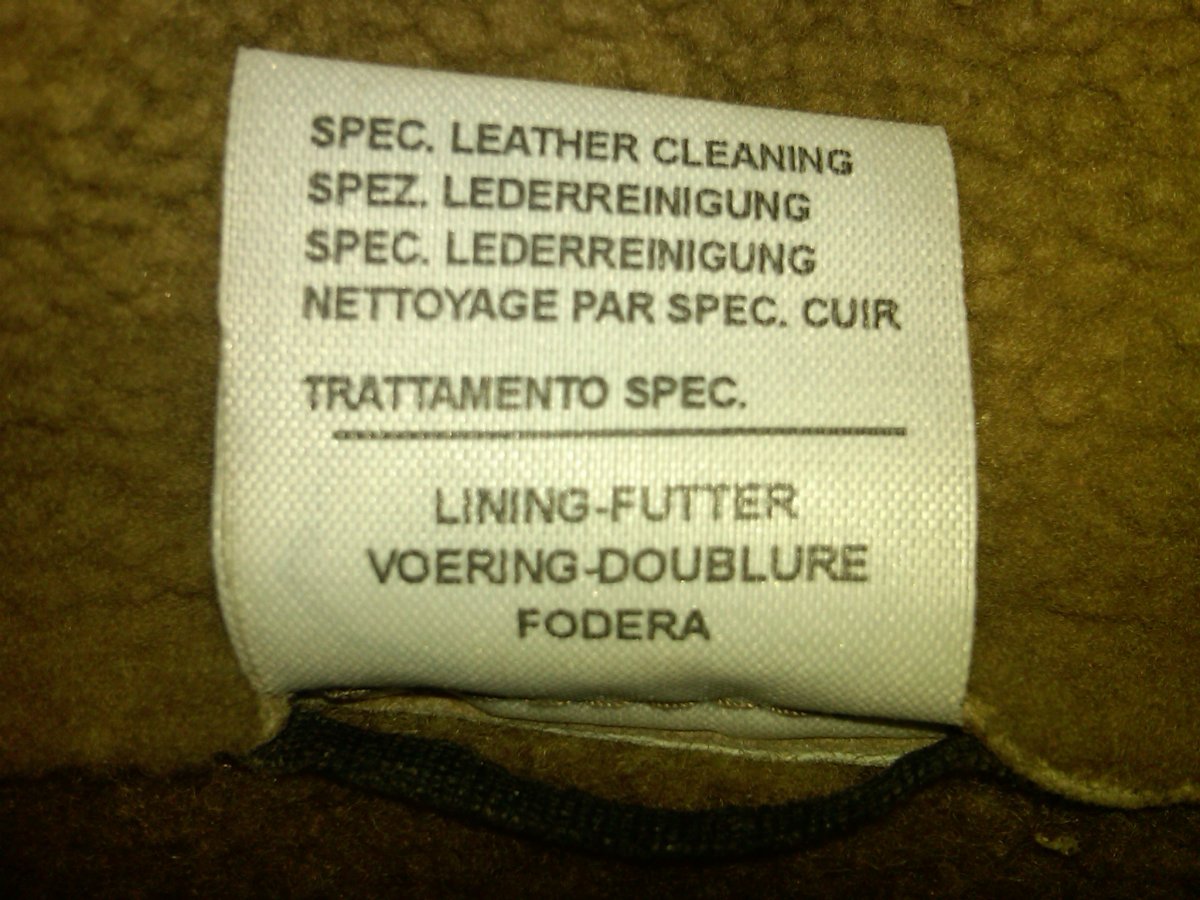 SPEC. LEATHER CLEANING
SPEZ. LEDERREINIGUNG
SPEC. LEDERREINIGUNG
NETTOYAGE PAR SPEC. CUIR
TRATTAMENTO SPEC.
LINING-FUTTER
VOERING-DOUBLURE
FODERA